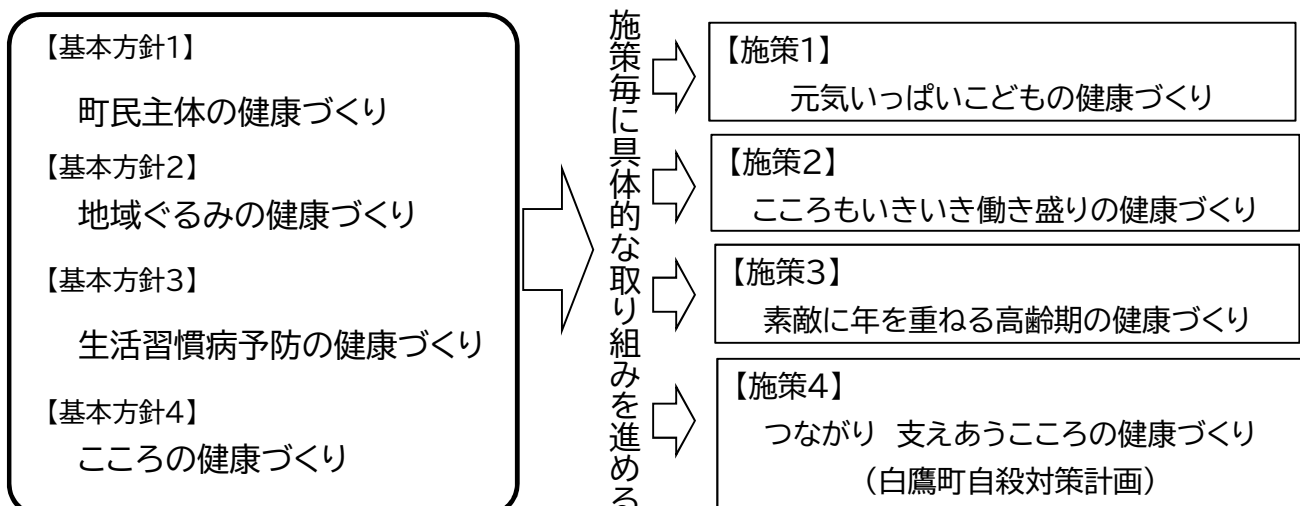 【基本方針1】
町民主体の健康づくり
【基本方針2】
地域ぐるみの健康づくり
【基本方針3】
生活習慣病予防の健康づくり
【基本方針4】
こころの健康づくり
施策毎に具体的な取り組みを進める
【施策1】
元気いっぱいこどもの健康づくり
【施策2】
こころもいきいき働き盛りの健康づくり
【施策3】
素敵に年を重ねる高齢期の健康づくり
【施策4】
つながり　支えあうこころの健康づくり
（白鷹町自殺対策計画）